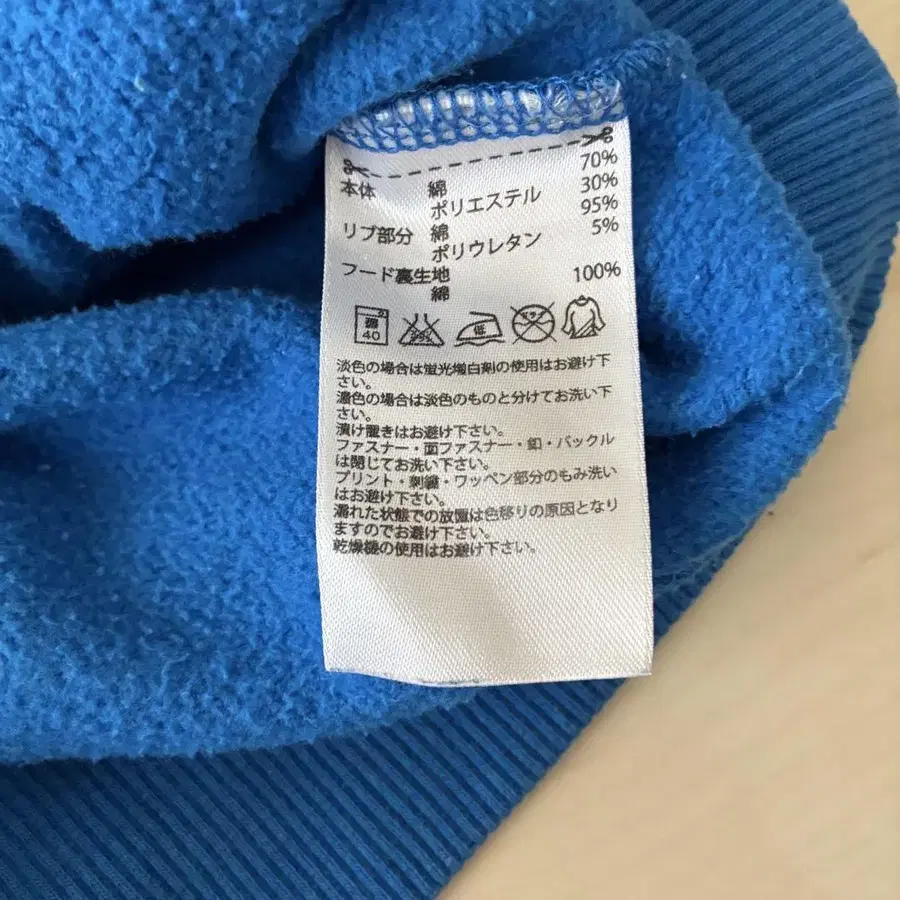 本体 綿 70%
ポリエステル 30%
リブ部分 綿 95%
ポリウレタン 5%
フード裏生地
綿 100%
弱 40 低 ドライ
淡色の場合は蛍光増白剤の使用はお避け下
さい。
濃色の場合は淡色のものと分けてお洗い下
さい。
漬け置きはお避け下さい。
ファスナー・面ファスナー・釦・バックル
は閉じてお洗い下さい。
プリント・刺繍・ワッペン部分のもみ洗い
はお避け下さい。
濡れた状態での放置は色移りの原因となり
ますのでお避け下さい。
乾燥機の使用はお避け下さい。